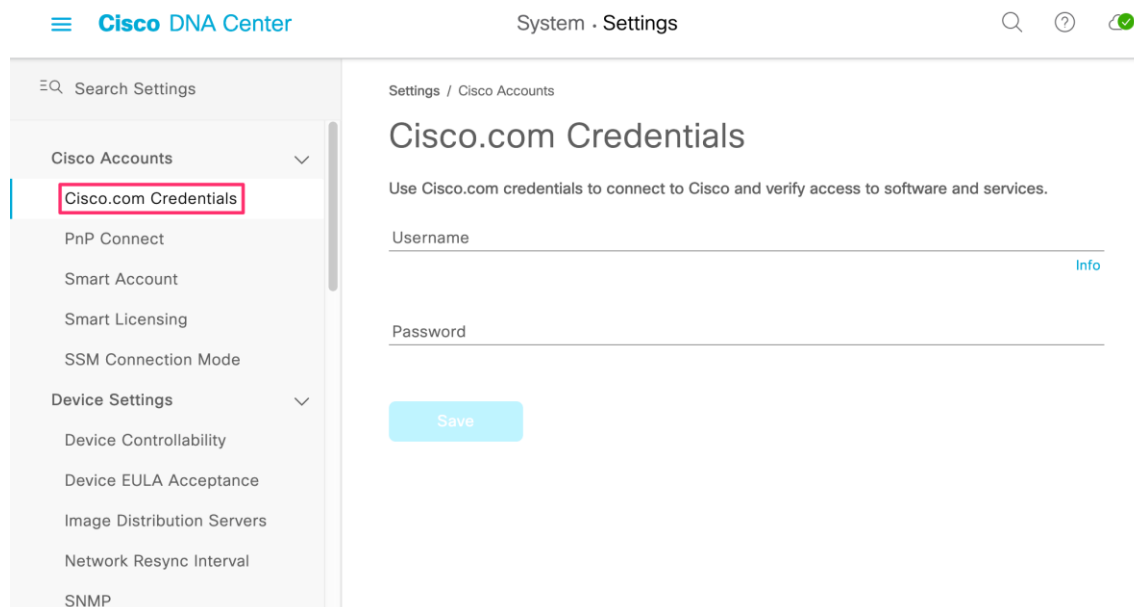 Cisco DNA Center
System · Settings
Search Settings
Cisco Accounts
Cisco.com Credentials
PnP Connect
Smart Account
Smart Licensing
SSM Connection Mode
Device Settings
Device Controllability
Device EULA Acceptance
Image Distribution Servers
Network Resync Interval
SNMP
Settings / Cisco Accounts
Cisco.com Credentials
Use Cisco.com credentials to connect to Cisco and verify access to software and services.
Username
Info
Password
Save